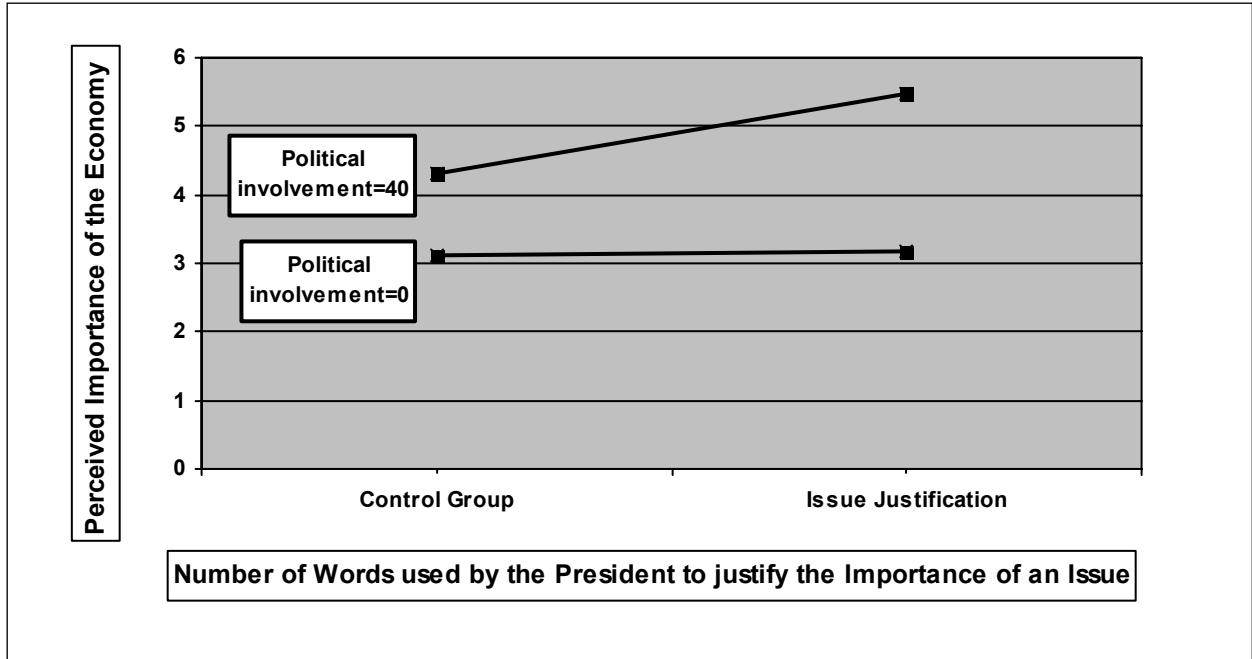 Perceived Importance of the Economy
6
5
4
3
2
1
0
Political
involvement=40
Political
involvement=0
Control Group
Issue Justification
Number of Words used by the President to justify the Importance of an Issue